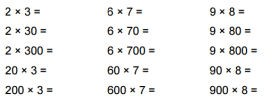 2 × 3 =
6 × 7 =
9 × 8 =
2 × 30 =
6 × 70 =
9 × 80 =
2 × 300 =
6 × 700 =
9 × 800 =
20 × 3 =
60 × 7 =
90 × 8 =
200 × 3 =
600 × 7 =
900 × 8 =